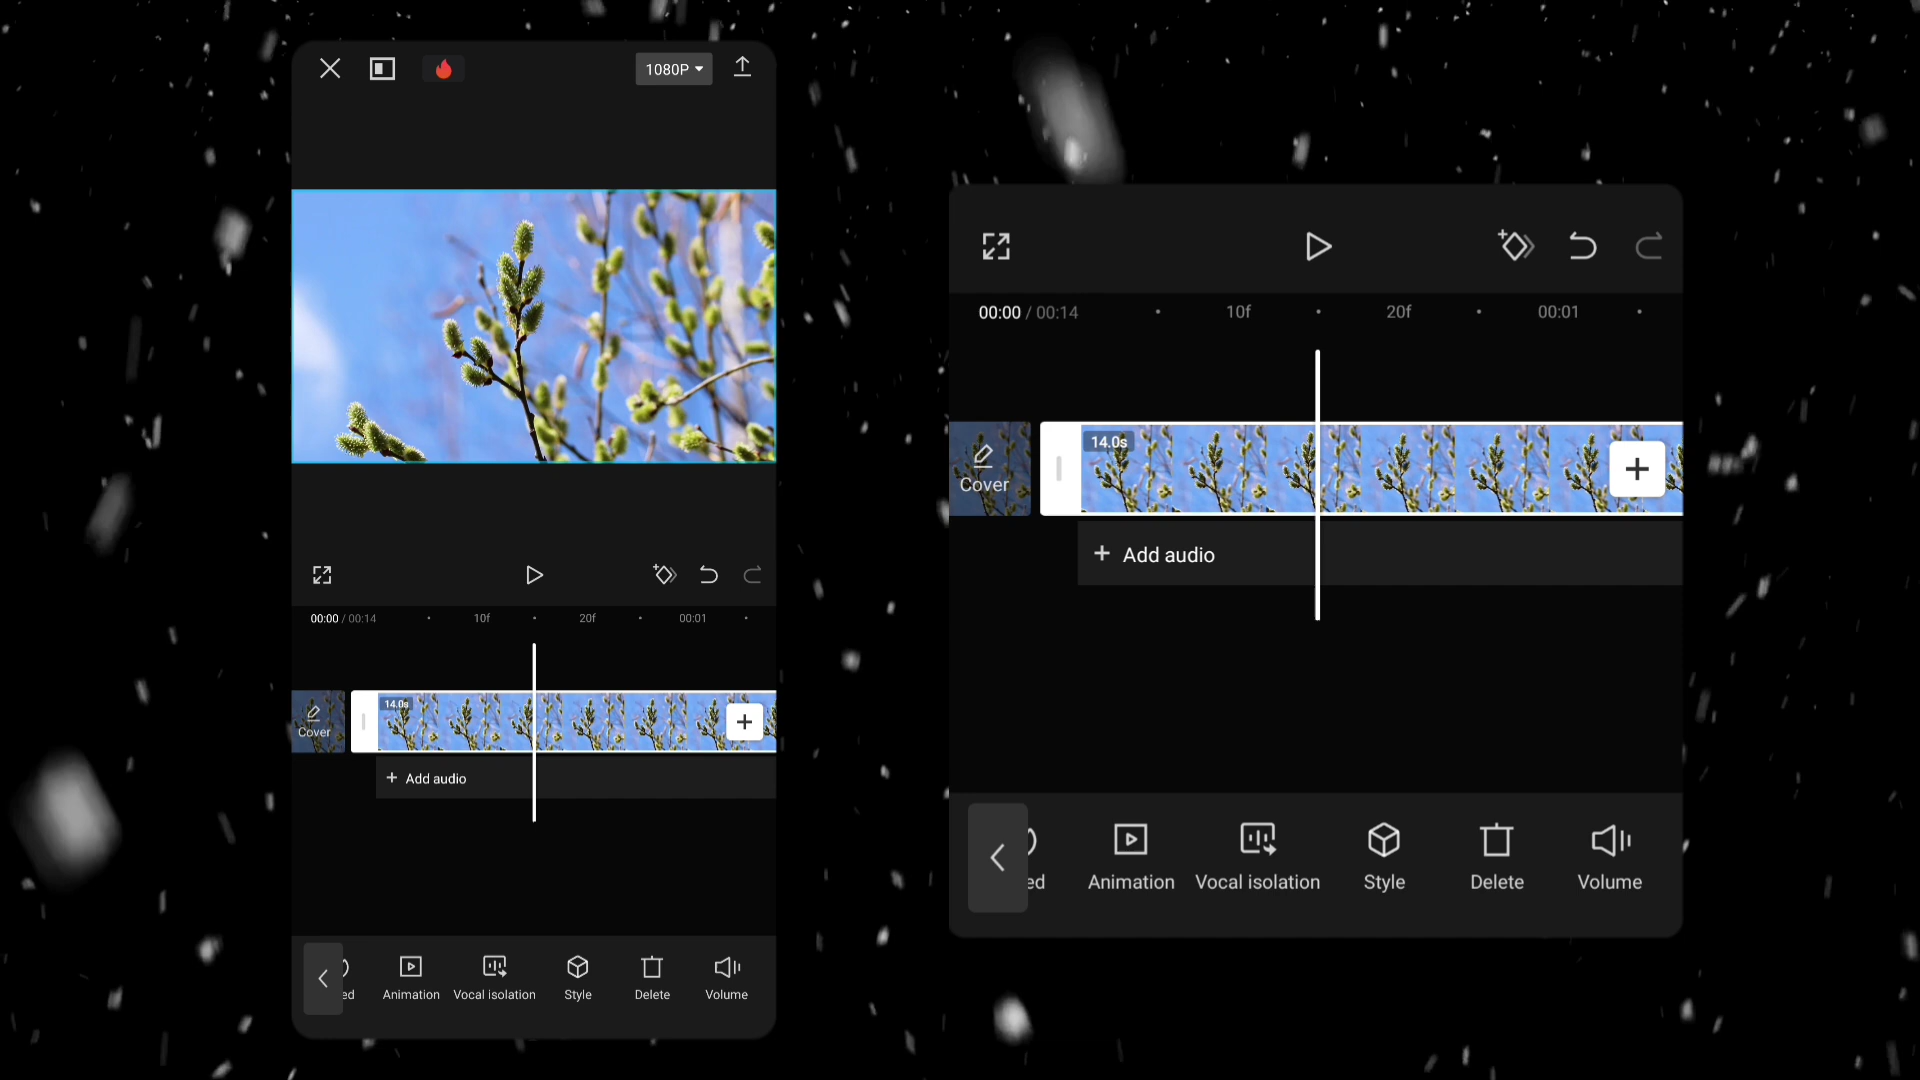 1080P
00:00 / 00:14 10f 20f 00:01
14.0s
Cover
+ Add audio
ed Animation Vocal isolation Style Delete Volume
00:00 / 00:14 10f 20f 00:01
14.0s
Cover
+ Add audio
ed Animation Vocal isolation Style Delete Volume